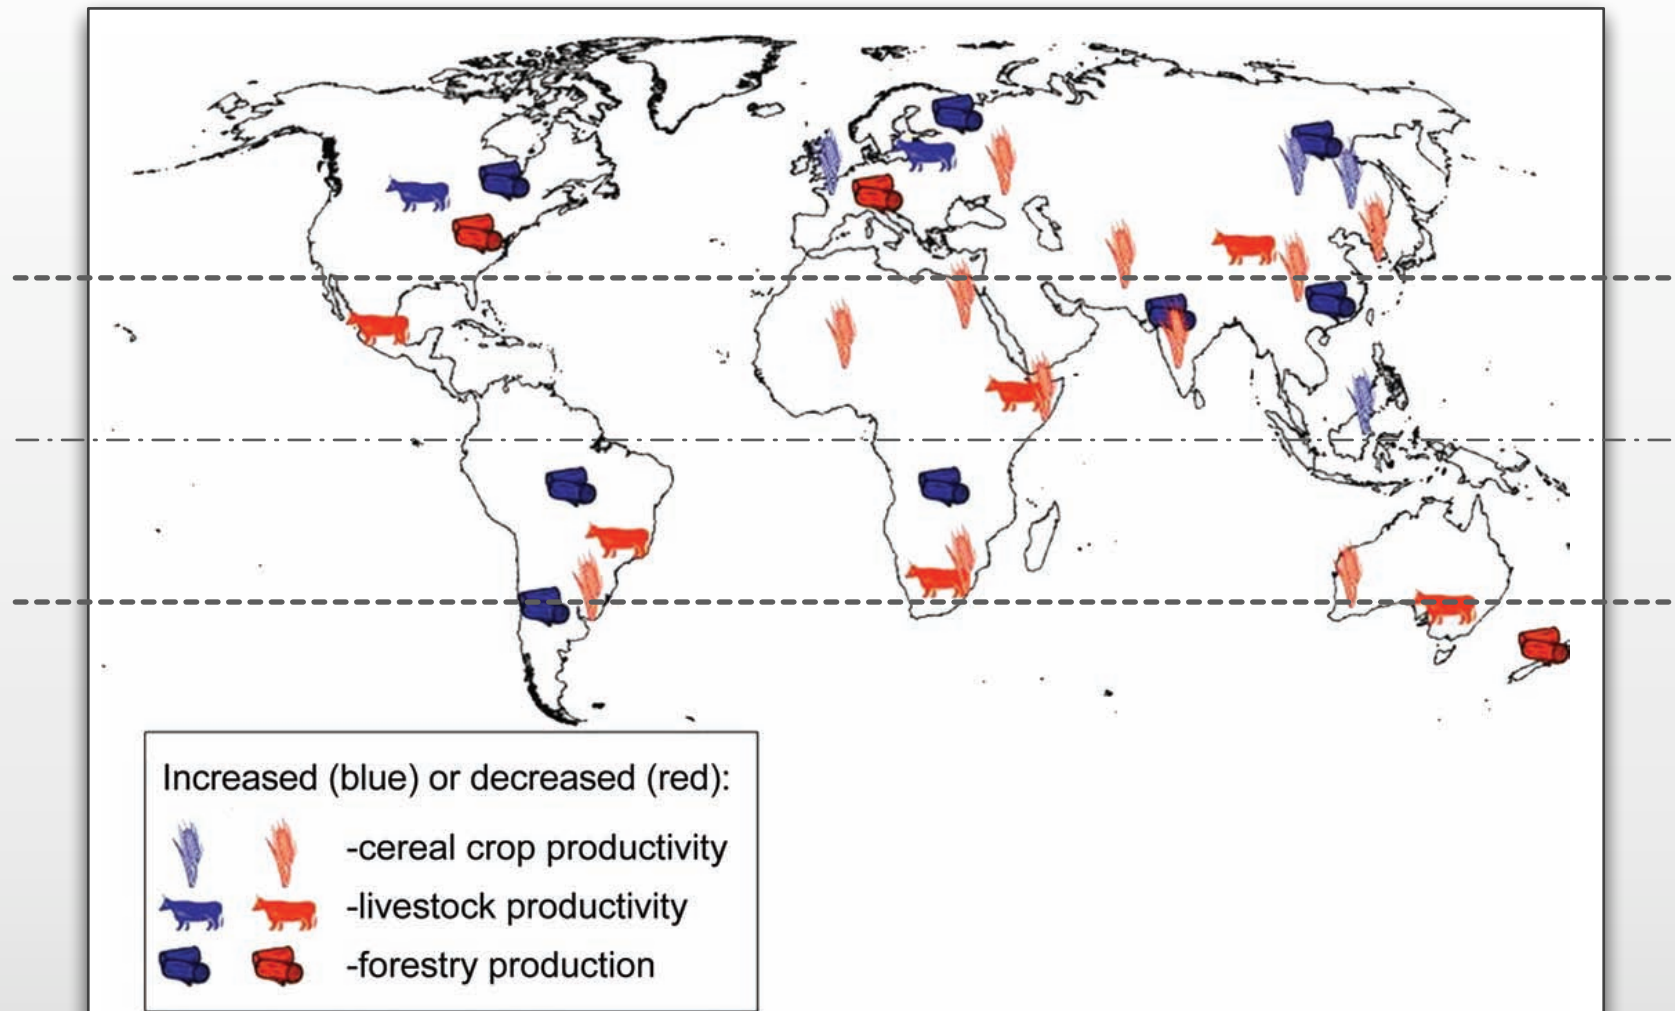 Increased (blue) or decreased (red):
-cereal crop productivity
-livestock productivity
-forestry production